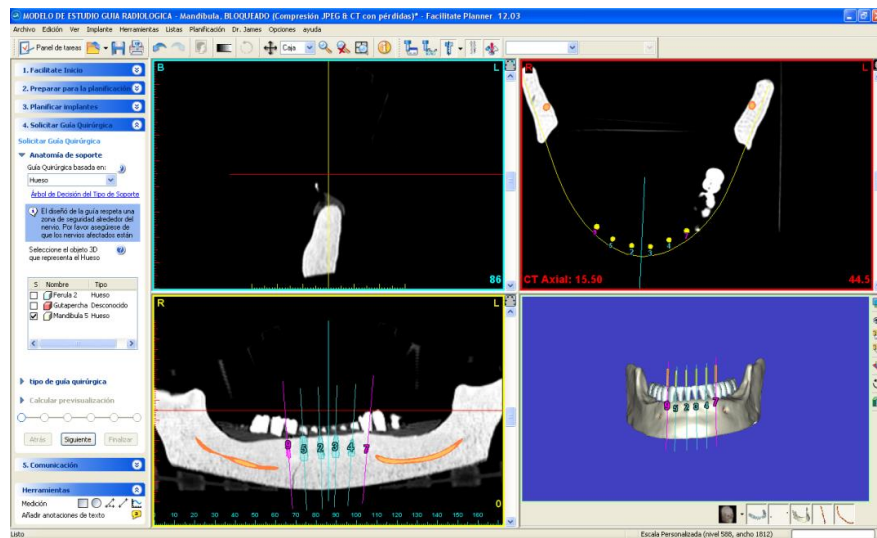 MODELO DE ESTUDIO GUIA RADIOLOGICA - Mandibula, BLOQUEADO (Compresión JPEG & CT con pérdidas)* - Facilitate Planner 12.03
Archivo Edición Ver Implante Herramientas Listas Planificación Dr. James Opciones ayuda
Panel de tareas
Caja
1. Facilitate Inicio
2. Preparar para la planificación
3. Planificar implantes
4. Solicitar Guía Quirúrgica
Solicitar Guía Quirúrgica
Anatomía de soporte
Guía Quirúrgica basada en:
Hueso
Árbol de Decisión del Tipo de Soporte
El diseñó de la guía respeta una
zona de seguridad alrededor del
nervio. Por favor asegúrese de
que los nervios afectados están
Seleccione el objeto 3D
que representa el Hueso
S Nombre Tipo
Ferula 2 Hueso
Gutapercha Desconocido
Mandibula 5 Hueso
tipo de guía quirúrgica
Calcular previsualización
Atrás Siguiente Finalizar
5. Comunicación
Herramientas
Medición
Añadir anotaciones de texto
Listo
B L
86
R L
5 2 3 4
CT Axial: 15.50 44.5
R L
5 2 3 4 7
0
10 20 30 40 50 60 70 80 90 100 110 120 130 140 150 160
5 2 3 4 7
Escala Personalizada (nivel 588, ancho 1812)